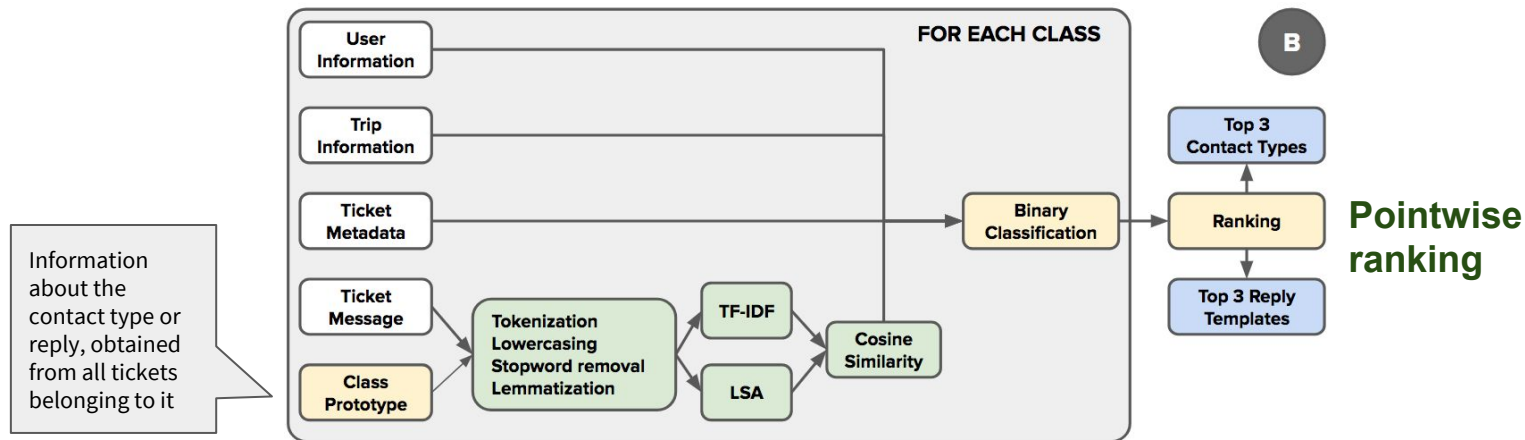 FOR EACH CLASS
B
User
Information
Trip
Information
Ticket
Metadata
Ticket
Message
Class
Prototype
Information
about the
contact type or
reply, obtained
from all tickets
belonging to it
Tokenization
Lowercasing
Stopword removal
Lemmatization
TF-IDF
LSA
Cosine
Similarity
Binary
Classification
Top 3
Contact Types
Ranking
Top 3 Reply
Templates
Pointwise
ranking